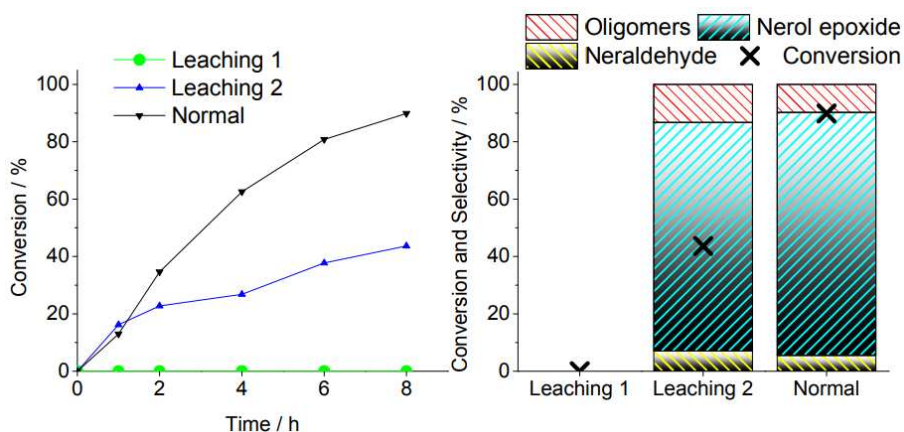 Leaching 1
Leaching 2
Normal
Conversion / %
100
80
60
40
20
0
0 2 4 6 8
Time / h
Oligomers Nerol epoxide
Neraldehyde Conversion
Conversion and Selectivity / %
100
80
60
40
20
0
Leaching 1 Leaching 2 Normal